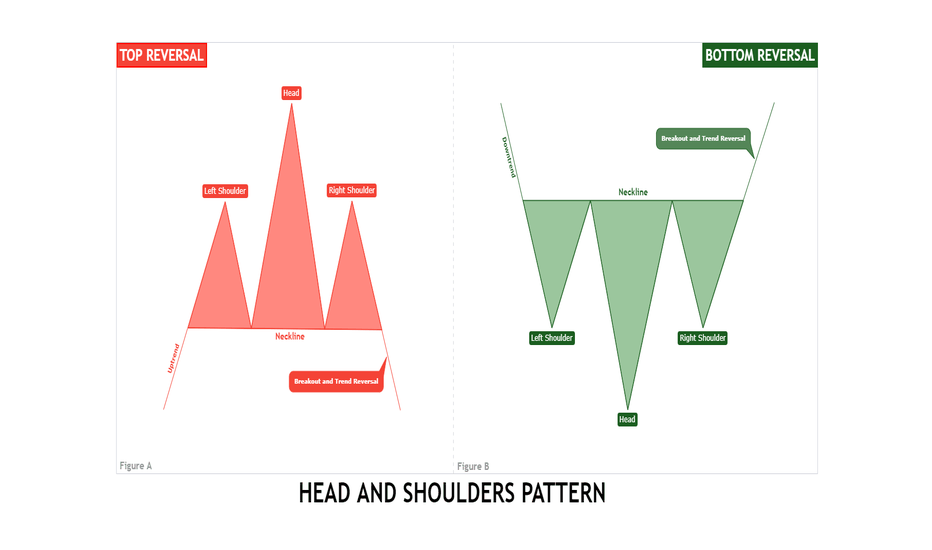 TOP REVERSAL
Head
Left Shoulder
Right Shoulder
Neckline
Uptrend
Breakout and Trend Reversal
Figure A
BOTTOM REVERSAL
Breakout and Trend Reversal
Downtrend
Neckline
Left Shoulder
Right Shoulder
Head
Figure B
HEAD AND SHOULDERS PATTERN